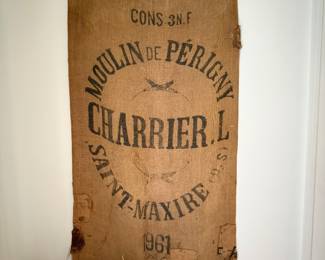 CONS 3N.F
MOULIN DE PÉRIGNY
CHARRIER.L
SAINT-MAXIRE (D.S)
1961